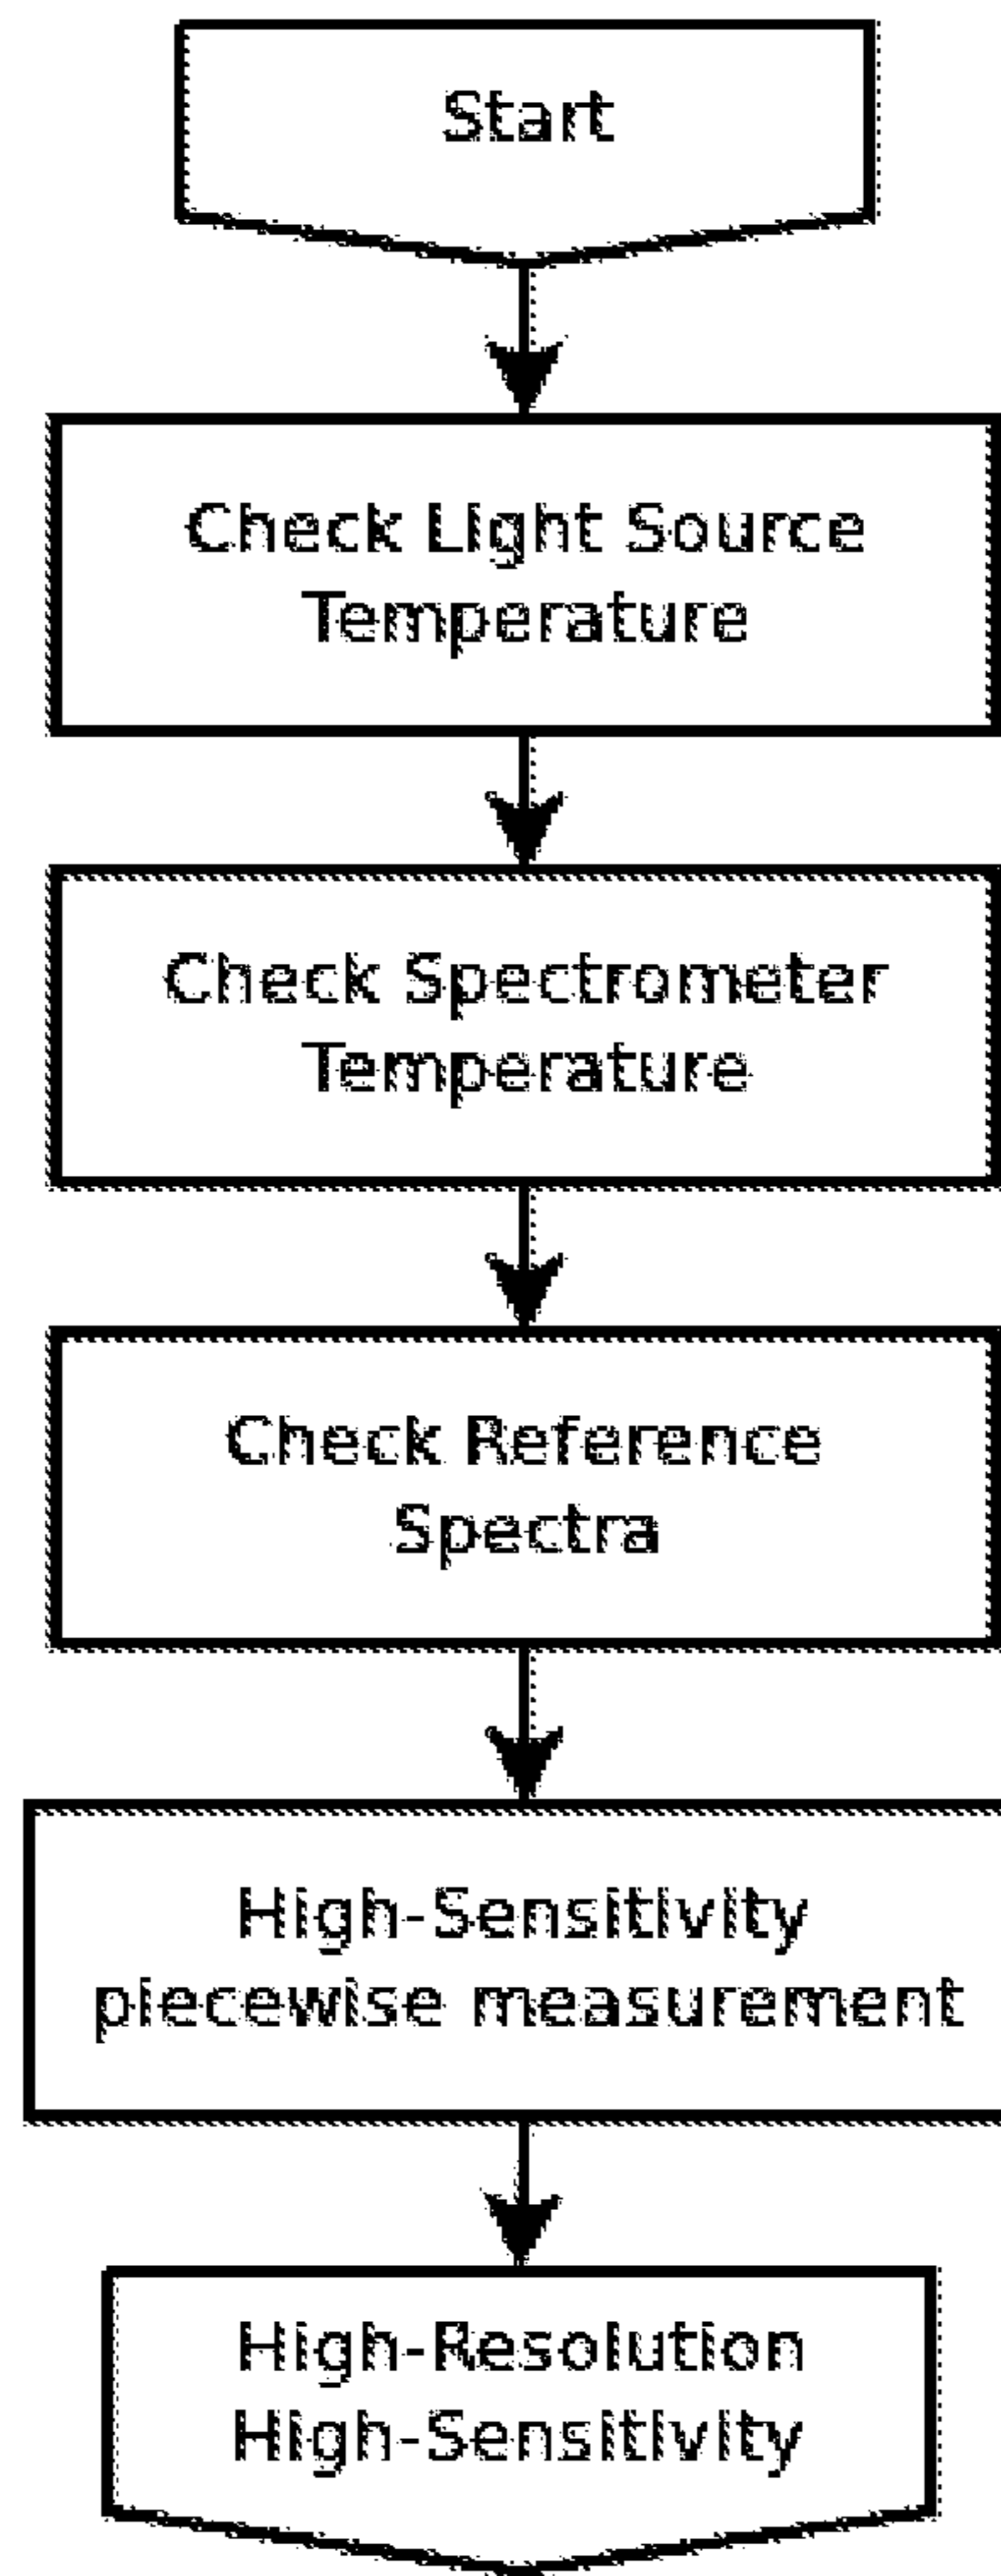 Start
Check Light Source
Temperature
Check Spectrometer
Temperature
Check Reference
Spectra
High-Sensitivity
piecewise measurement
High-Resolution
High-Sensitivity